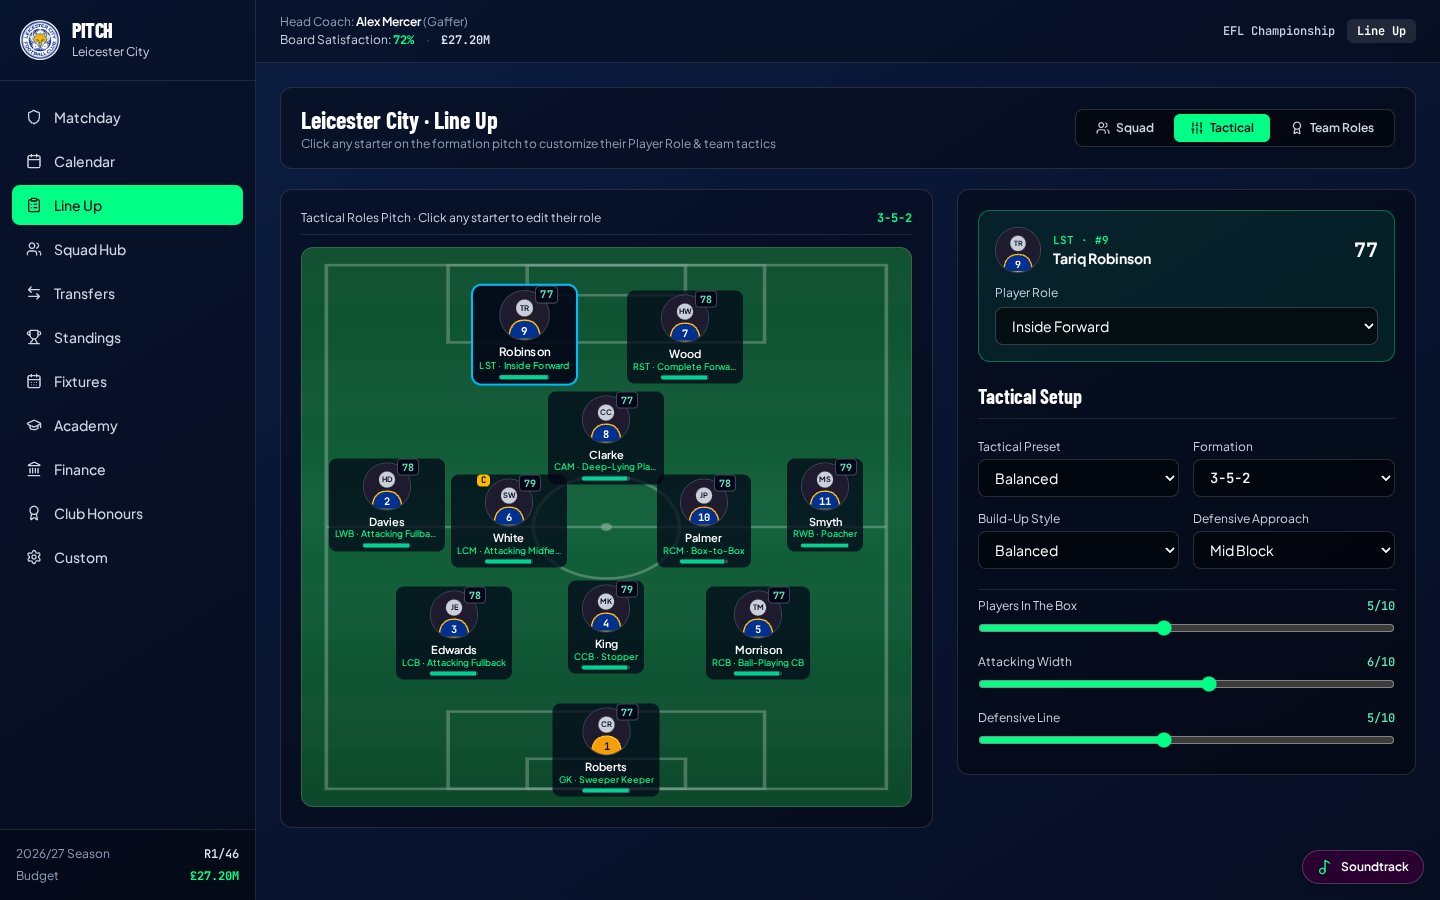 PITCH
Leicester City
Head Coach: Alex Mercer (Gaffer)
Board Satisfaction: 72% · £27.20M
EFL Championship
Line Up
Matchday
Calendar
Line Up
Squad Hub
Transfers
Standings
Fixtures
Academy
Finance
Club Honours
Custom
2026/27 Season R1/46
Budget £27.20M
Leicester City · Line Up
Click any starter on the formation pitch to customize their Player Role & team tactics
Squad
Tactical
Team Roles
Tactical Roles Pitch · Click any starter to edit their role
3-5-2
77
TR
9
Robinson
LST · Inside Forward
78
HW
7
Wood
RST · Complete Forwa…
77
CC
8
Clarke
CAM · Deep-Lying Pla…
78
HD
2
Davies
LWB · Attacking Fullba…
C
79
SW
6
White
LCM · Attacking Midfie…
78
JP
10
Palmer
RCM · Box-to-Box
79
MS
11
Smyth
RWB · Poacher
78
JE
3
Edwards
LCB · Attacking Fullback
79
MK
4
King
CCB · Stopper
77
TM
5
Morrison
RCB · Ball-Playing CB
77
CR
1
Roberts
GK · Sweeper Keeper
TR
9
LST · #9
Tariq Robinson
77
Player Role
Inside Forward
Tactical Setup
Tactical Preset
Balanced
Formation
3-5-2
Build-Up Style
Balanced
Defensive Approach
Mid Block
Players In The Box 5/10
Attacking Width 6/10
Defensive Line 5/10
Soundtrack